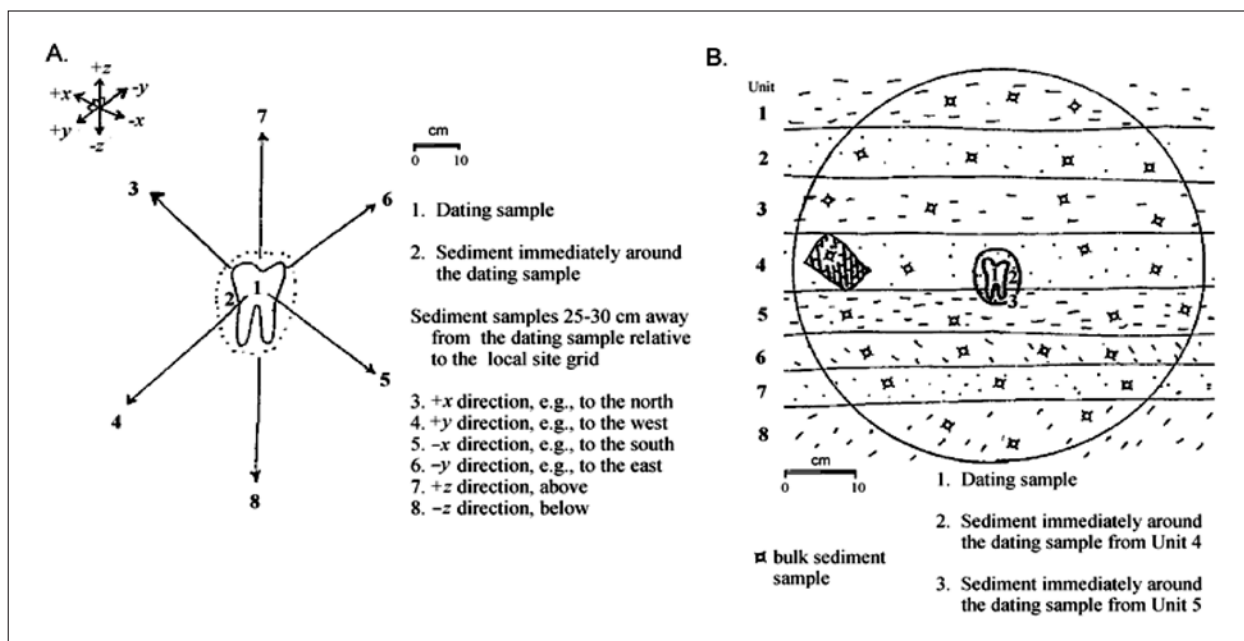 A.
+z
+x
-y
+y
-x
-z
7
3
6
2
1
4
5
8
cm
0 10
1. Dating sample
2. Sediment immediately around
the dating sample
Sediment samples 25-30 cm away
from the dating sample relative
to the local site grid
3. +x direction, e.g., to the north
4. +y direction, e.g., to the west
5. –x direction, e.g., to the south
6. –y direction, e.g., to the east
7. +z direction, above
8. –z direction, below
B.
Unit
1
2
3
4
5
6
7
8
1
2
3
cm
0 10
¤ bulk sediment
sample
1. Dating sample
2. Sediment immediately around
the dating sample from Unit 4
3. Sediment immediately around
the dating sample from Unit 5